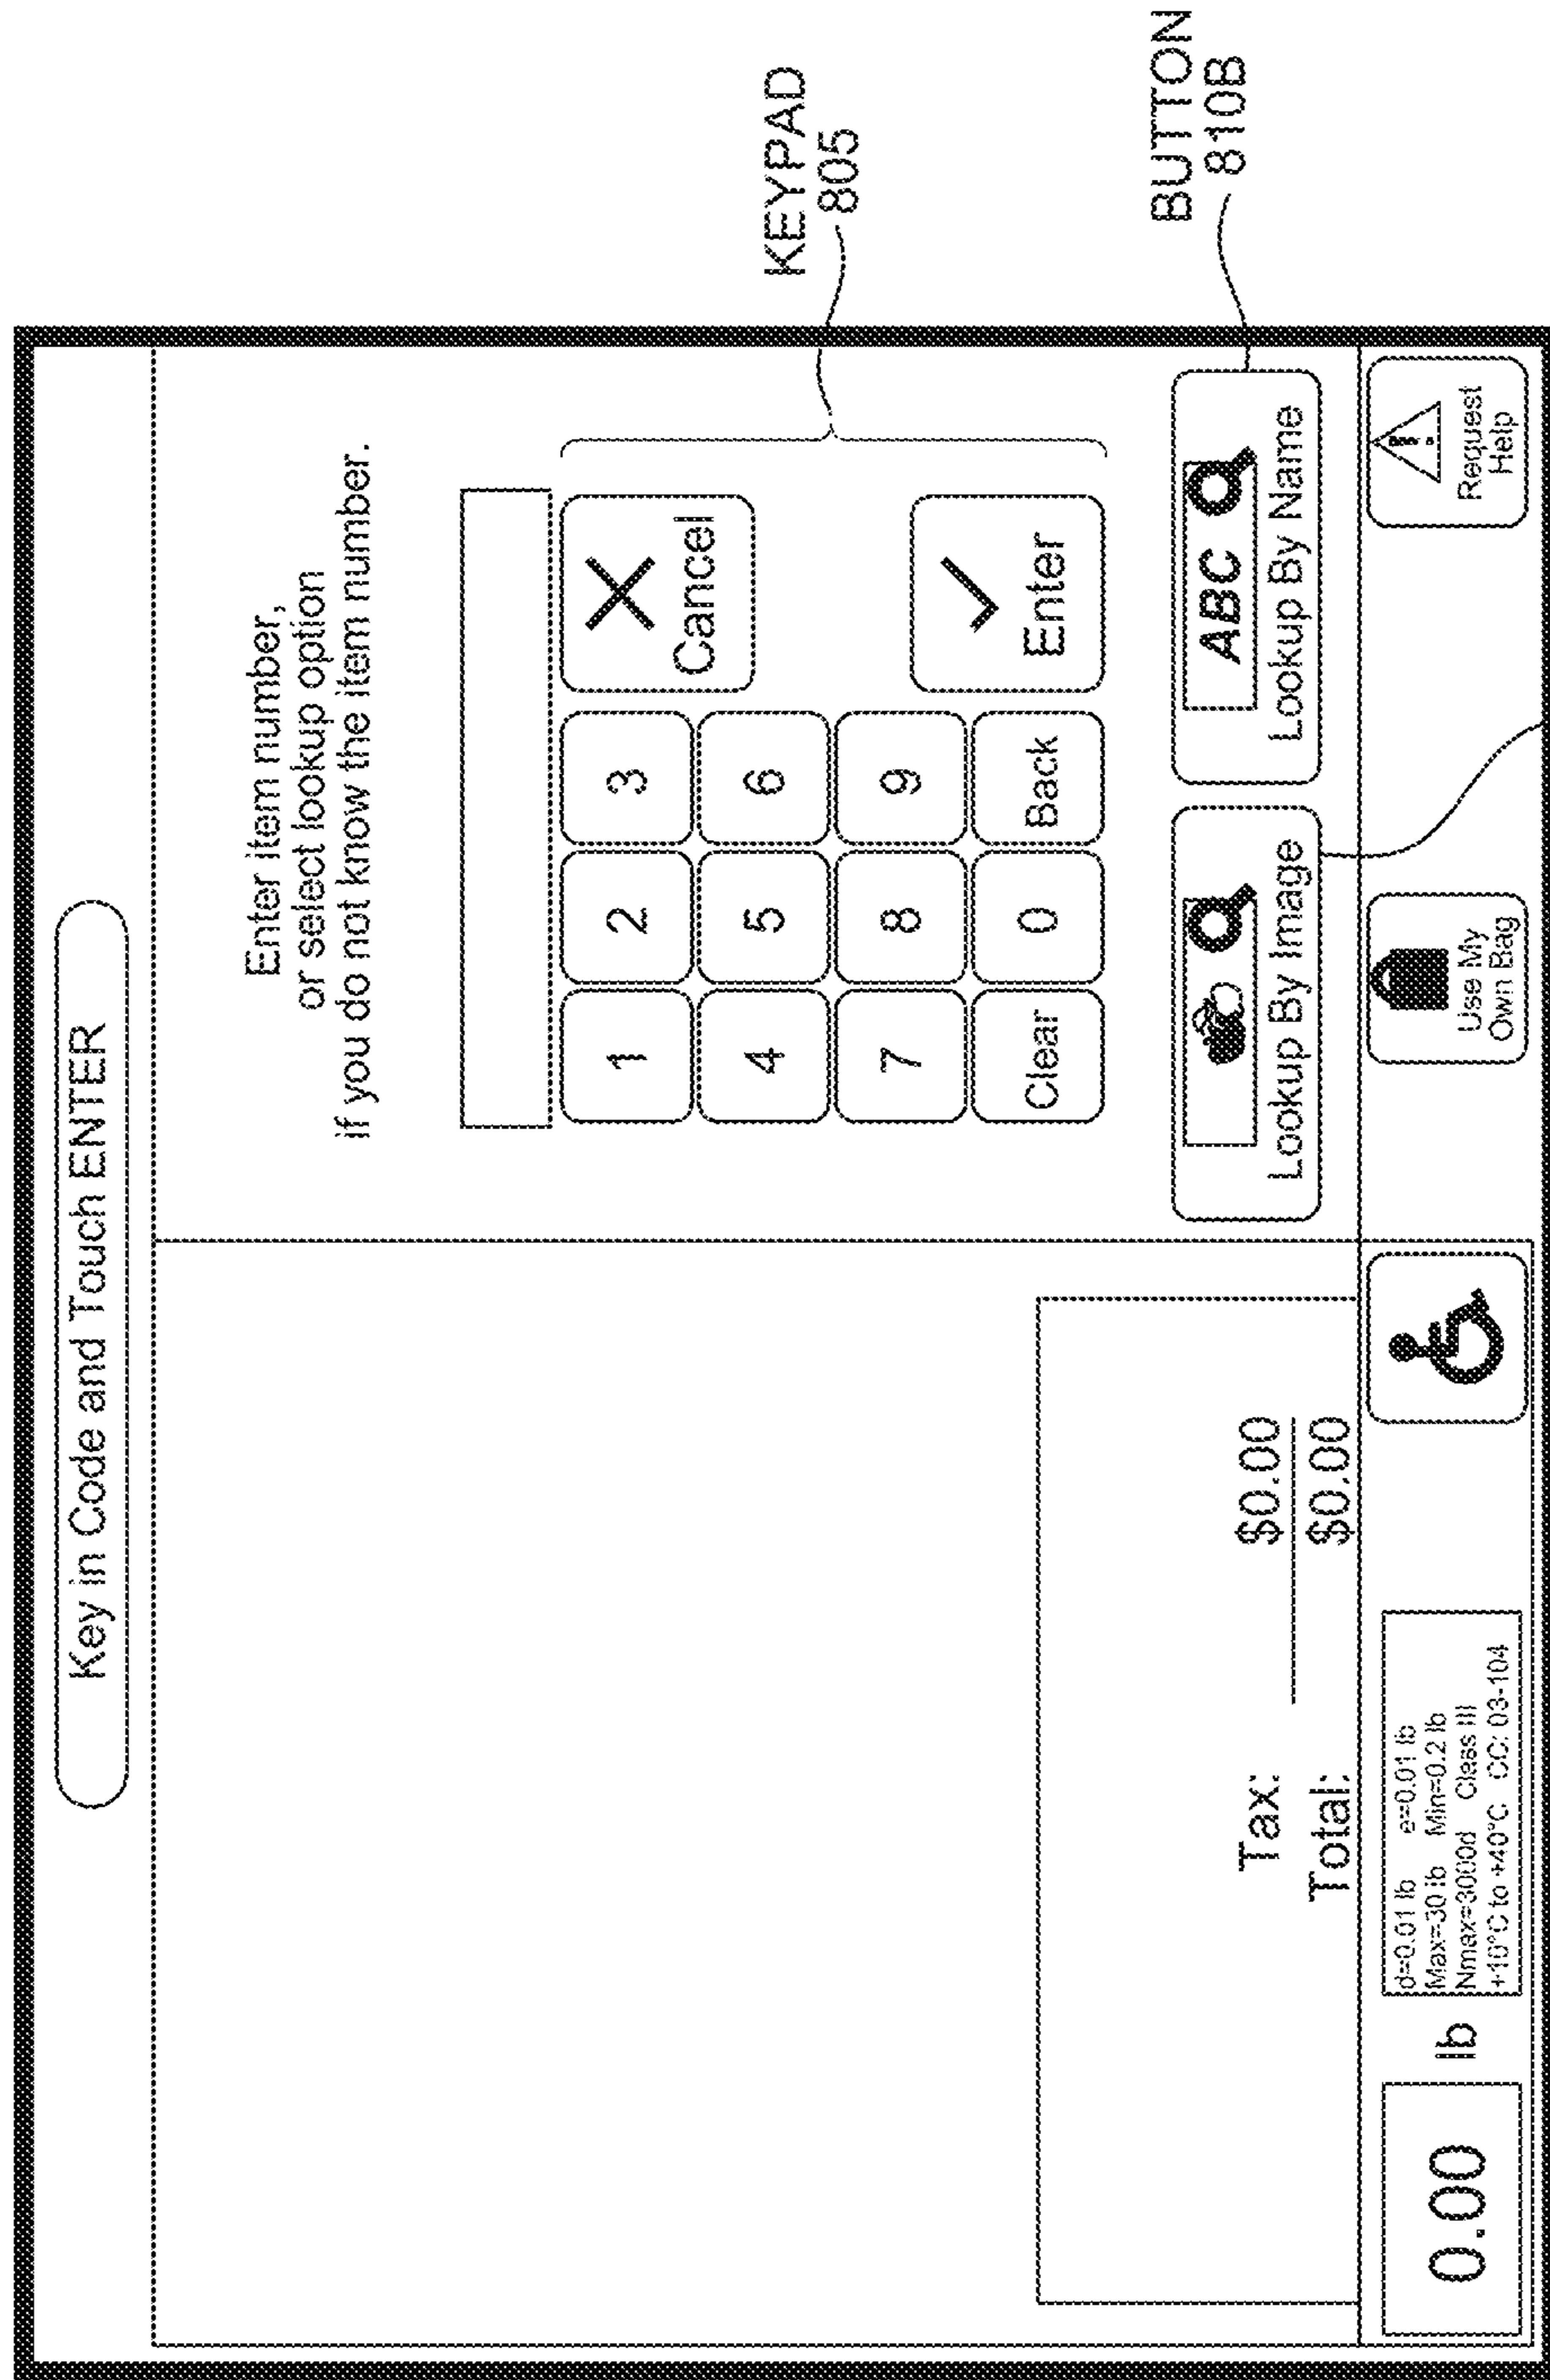 Key in Code and Touch ENTER
Enter item number,
or select lookup option
if you do not know the item number.
1 2 3
Cancel
4 5 6
7 8 9
Enter
Clear 0 Back
KEYPAD
805
Lookup By Image
ABC
Lookup By Name
BUTTON
810B
Tax: $0.00
Total: $0.00
0.00 lb
d=0.01 lb e=0.01 lb
Max=30 lb Min=0.2 lb
Nmax=3000d Class III
+10°C to +40°C CC: 03-104
Use My
Own Bag
Request
Help